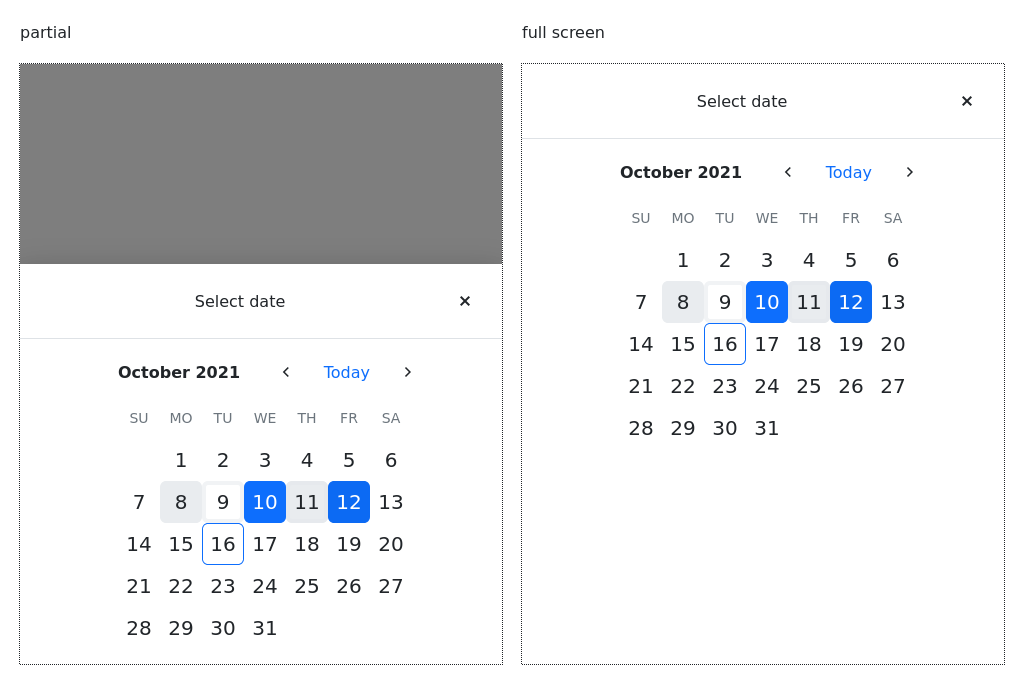 partial
Select date ×
October 2021 Today
SU MO TU WE TH FR SA
1 2 3 4 5 6
7 8 9 10 11 12 13
14 15 16 17 18 19 20
21 22 23 24 25 26 27
28 29 30 31
full screen
Select date ×
October 2021 Today
SU MO TU WE TH FR SA
1 2 3 4 5 6
7 8 9 10 11 12 13
14 15 16 17 18 19 20
21 22 23 24 25 26 27
28 29 30 31